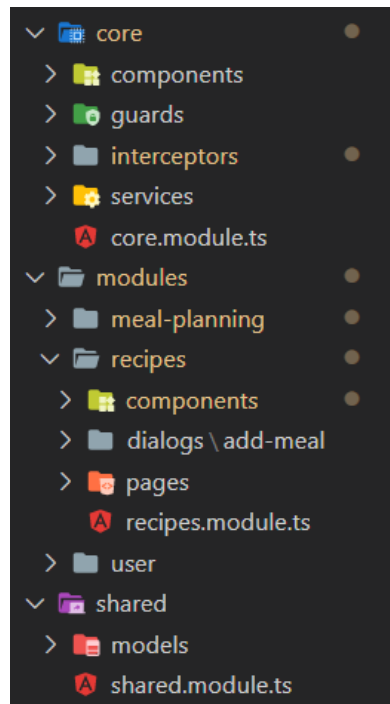 core
components
guards
interceptors
services
core.module.ts
modules
meal-planning
recipes
components
dialogs \ add-meal
pages
recipes.module.ts
user
shared
models
shared.module.ts